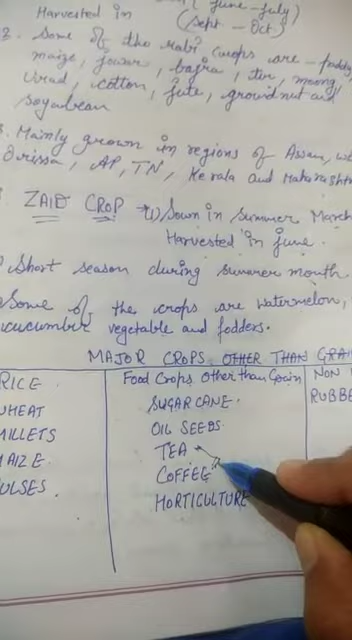 (June-July)
Harvested in (Sept - Oct)
Some of the rabi crops are - paddy,
maize, jowar, bajra, tur, moong,
urad, cotton, jute, groundnut and
soyabean
Mainly grown in regions of Assam, w
Orissa, AP, TN, Kerala and Maharasht
ZAID CROP → (1) Sown in Summer March
Harvested in June.
Short season during summer month.
Some of the crops are watermelon,
cucumber vegetable and fodders.
MAJOR CROPS OTHER THAN GRAI
RICE
WHEAT
MILLETS
MAIZE
PULSES
Food Crops Other than Grain
SUGARCANE.
OIL SEEDS.
TEA
COFFEE
HORTICULTURE
NON
RUBBE